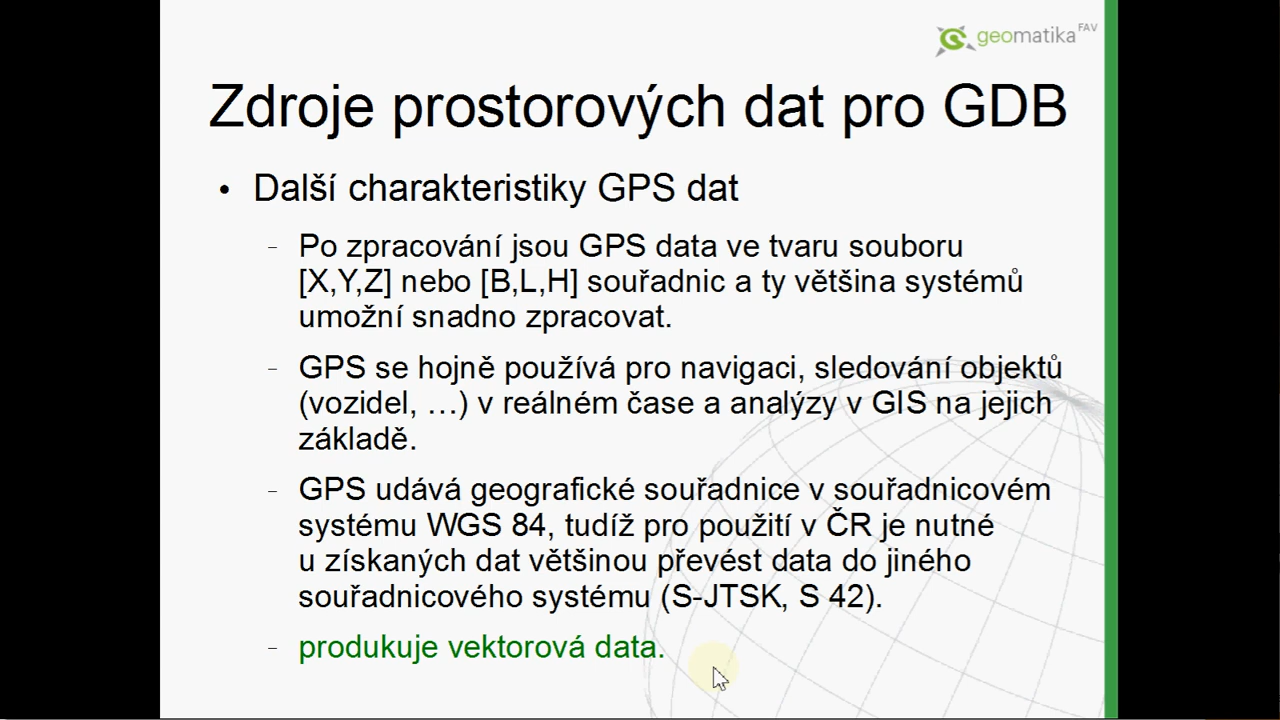 geomatika FAV
Zdroje prostorových dat pro GDB
• Další charakteristiky GPS dat
– Po zpracování jsou GPS data ve tvaru souboru
[X,Y,Z] nebo [B,L,H] souřadnic a ty většina systémů
umožní snadno zpracovat.
– GPS se hojně používá pro navigaci, sledování objektů
(vozidel, …) v reálném čase a analýzy v GIS na jejich
základě.
– GPS udává geografické souřadnice v souřadnicovém
systému WGS 84, tudíž pro použití v ČR je nutné
u získaných dat většinou převést data do jiného
souřadnicového systému (S-JTSK, S 42).
– produkuje vektorová data.